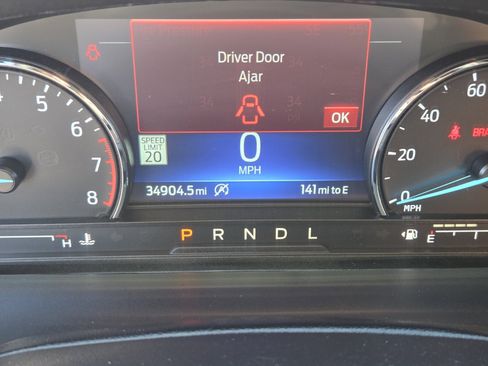 Driver Door
Ajar
OK
SPEED
LIMIT
20
0
MPH
34904.5 mi
141 mi to E
P R N D L
6
7
8
H
60
40
20
0
MPH
BRA
E